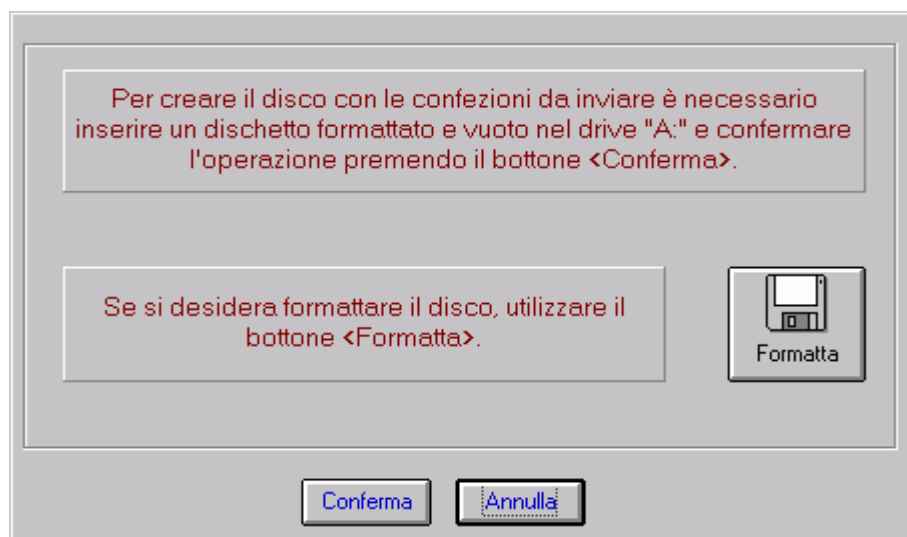 Per creare il disco con le confezioni da inviare è necessario
inserire un dischetto formattato e vuoto nel drive "A:" e confermare
l'operazione premendo il bottone <Conferma>.
Se si desidera formattare il disco, utilizzare il
bottone <Formatta>.
Formatta
Conferma
Annulla